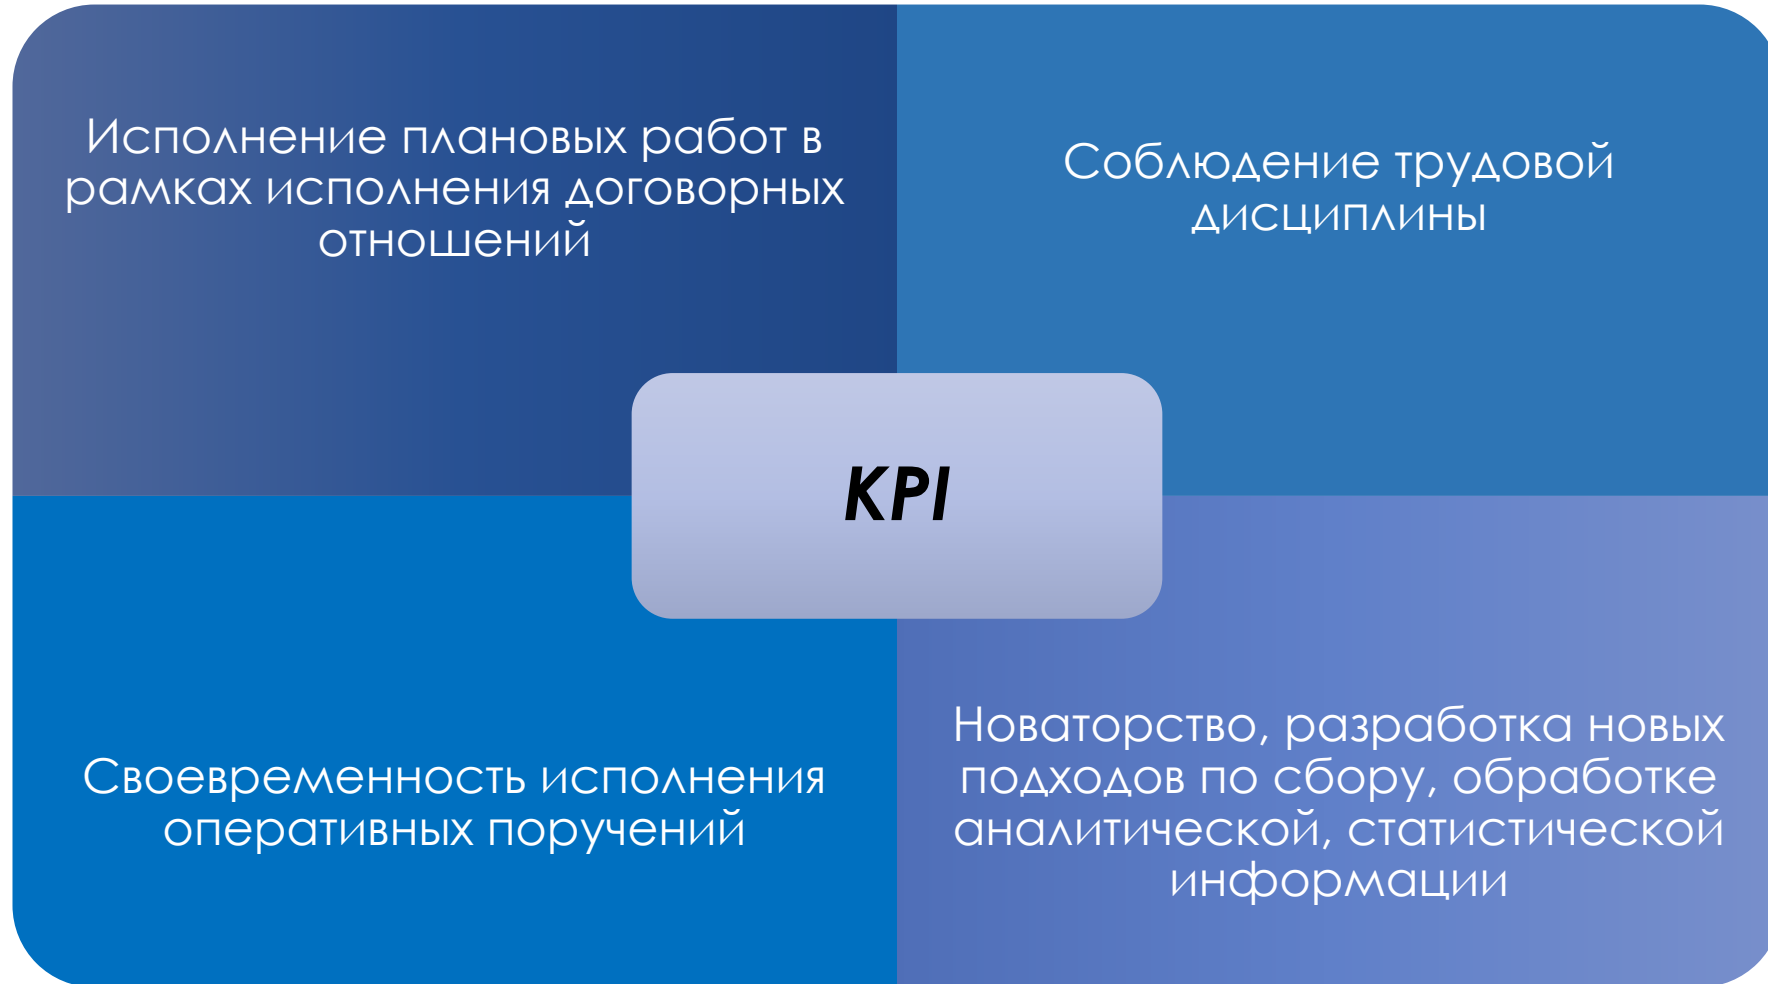 Исполнение плановых работ в
рамках исполнения договорных
отношений
Соблюдение трудовой
дисциплины
KPI
Своевременность исполнения
оперативных поручений
Новаторство, разработка новых
подходов по сбору, обработке
аналитической, статистической
информации